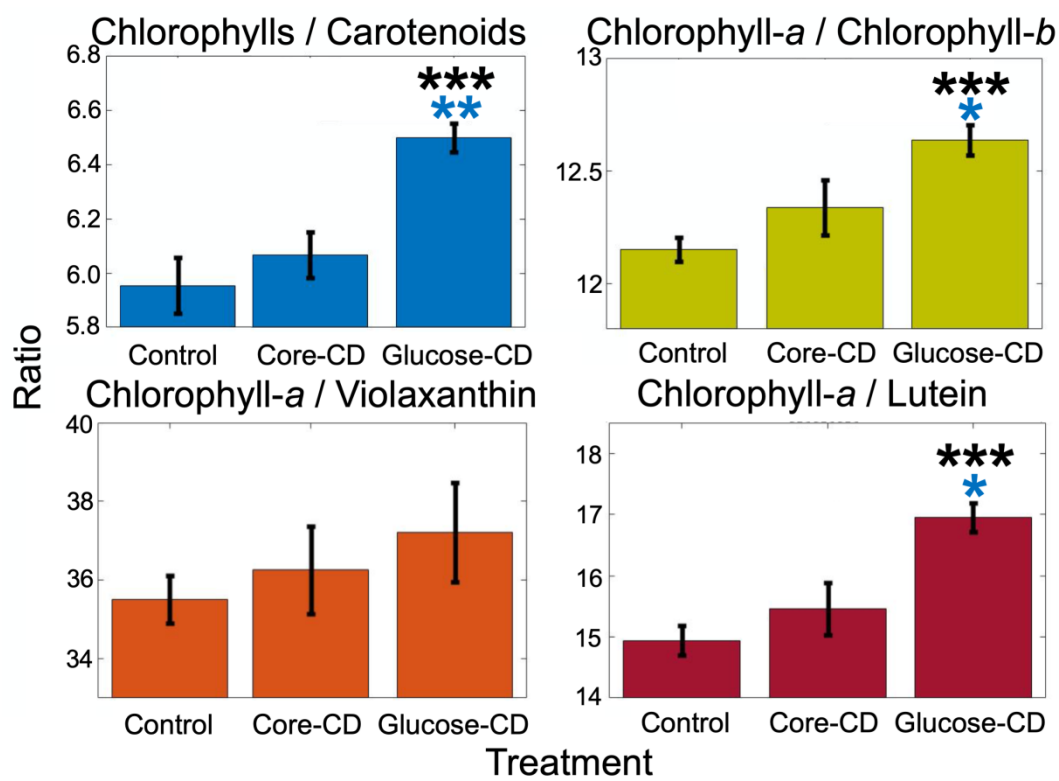 Chlorophylls / Carotenoids
6.8
6.6
6.4
6.2
6.0
5.8
***
**
Control Core-CD Glucose-CD
Chlorophyll-a / Chlorophyll-b
13
12.5
12
***
*
Control Core-CD Glucose-CD
Ratio
Chlorophyll-a / Violaxanthin
40
38
36
34
Control Core-CD Glucose-CD
Chlorophyll-a / Lutein
18
17
16
15
14
***
*
Control Core-CD Glucose-CD
Treatment